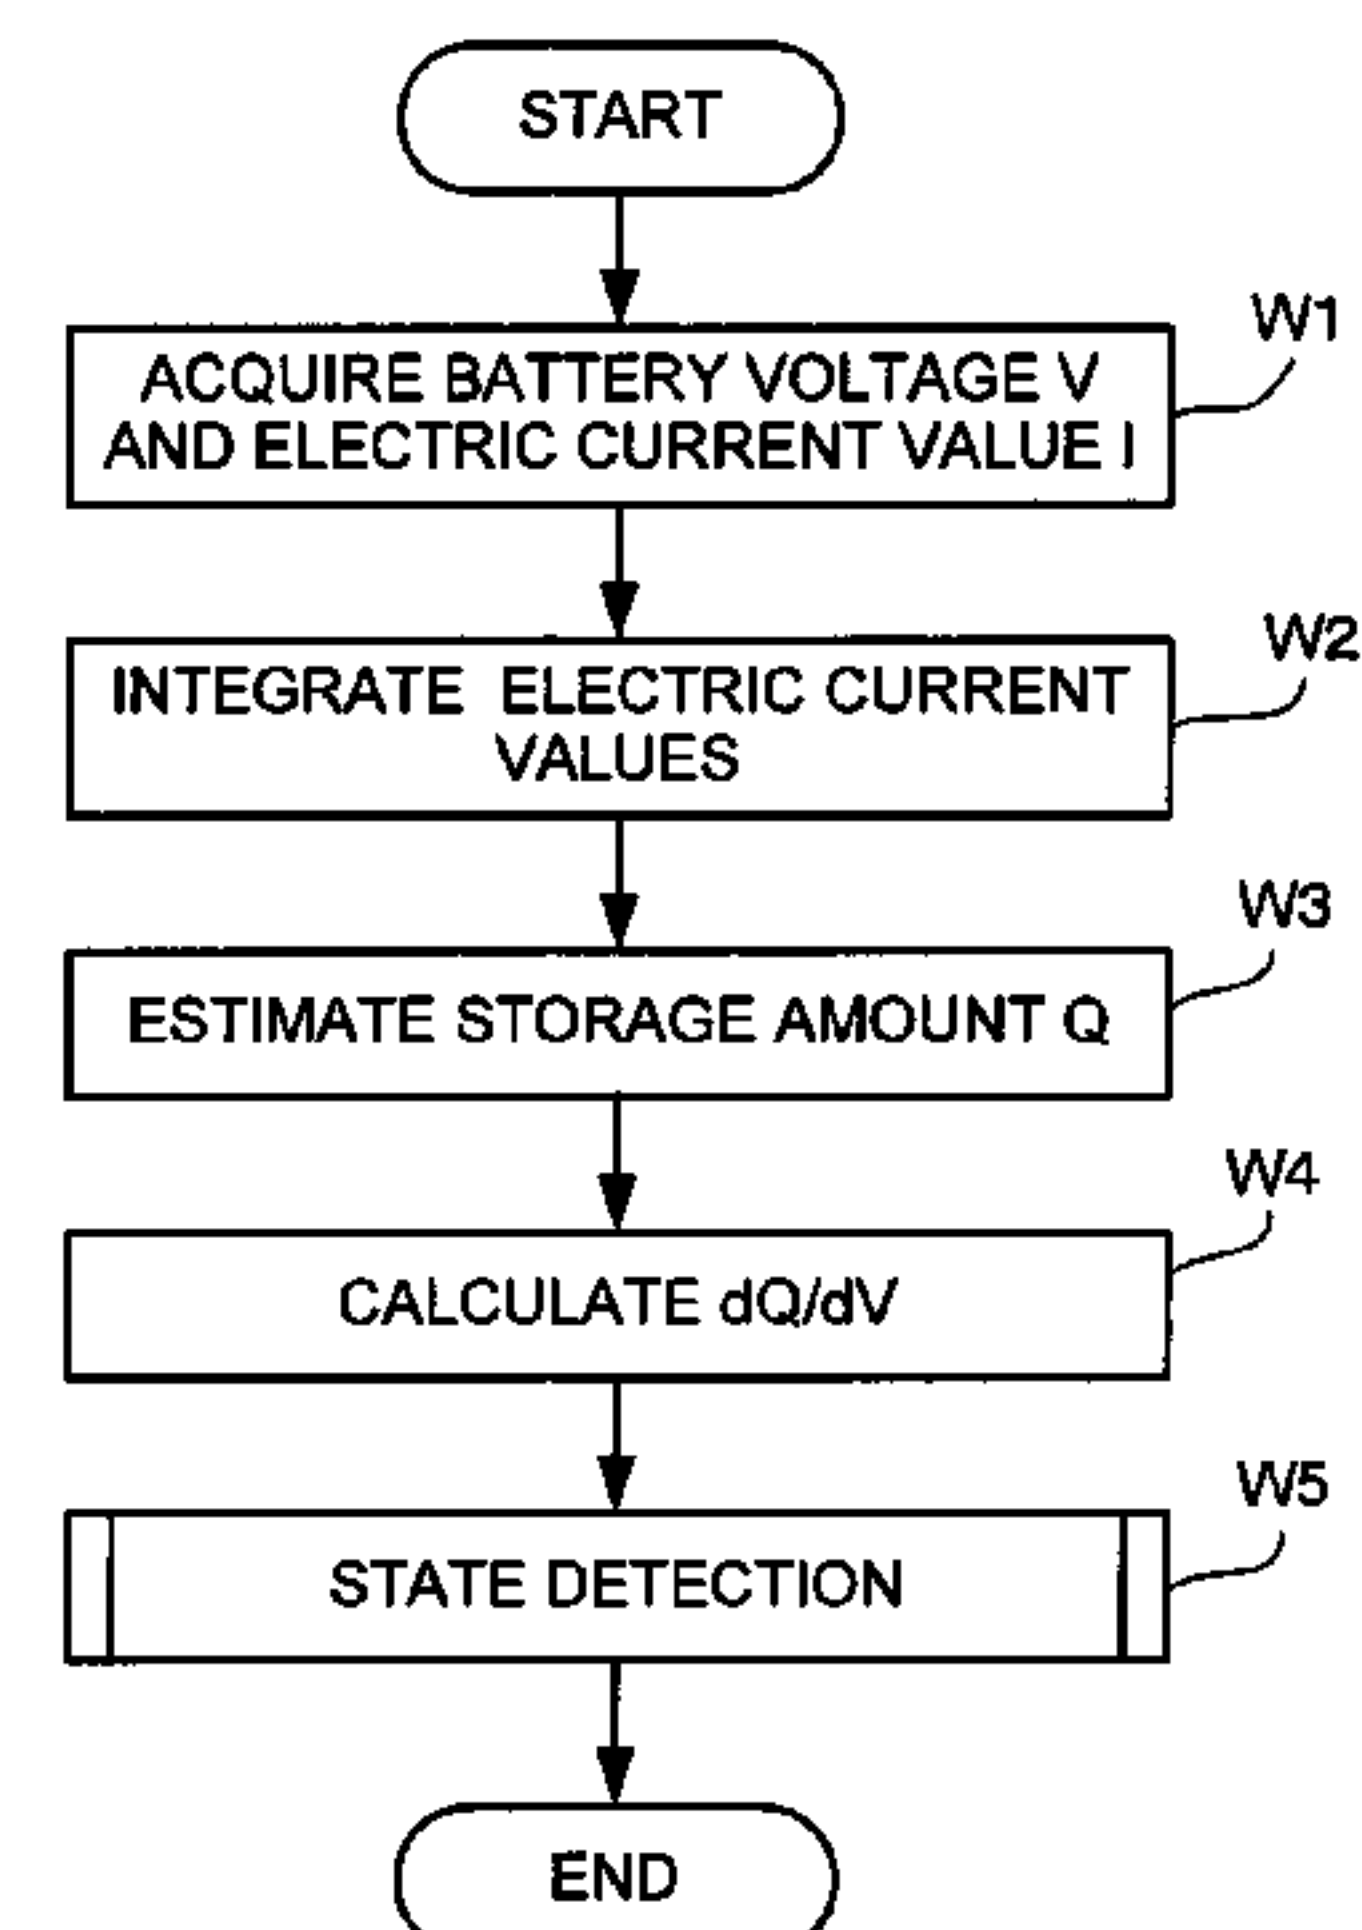 START
W1
ACQUIRE BATTERY VOLTAGE V
AND ELECTRIC CURRENT VALUE I
W2
INTEGRATE ELECTRIC CURRENT
VALUES
W3
ESTIMATE STORAGE AMOUNT Q
W4
CALCULATE dQ/dV
W5
STATE DETECTION
END